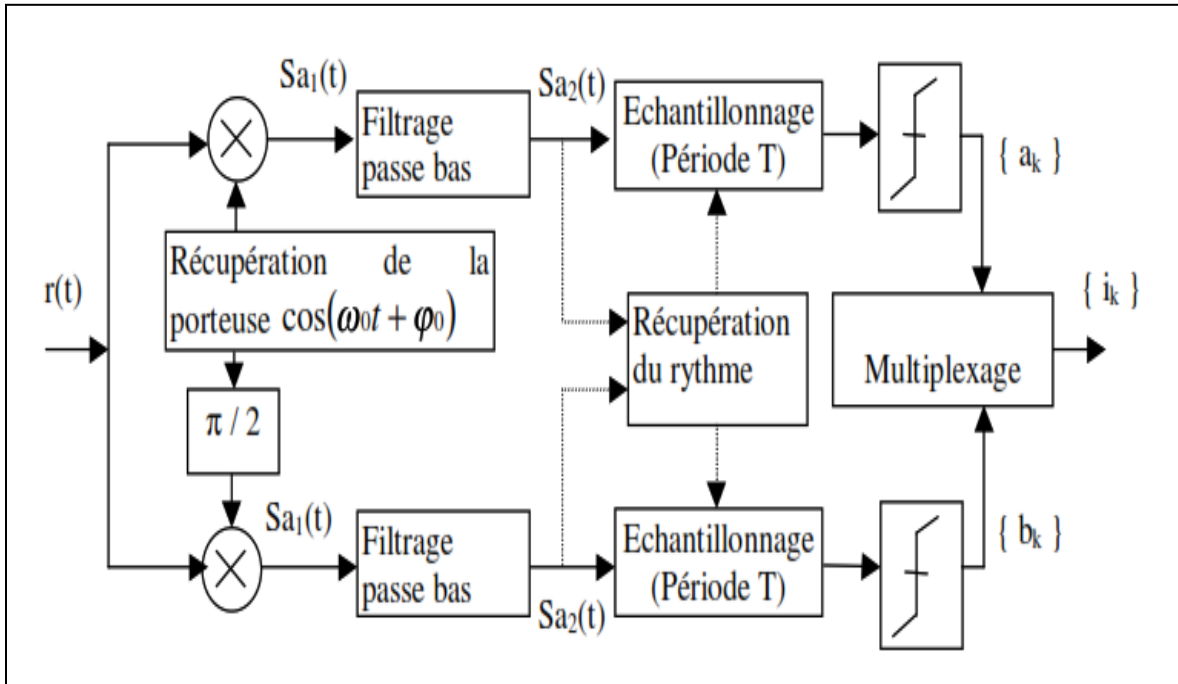 Sa₁(t)
Filtrage
passe bas
Sa₂(t)
Echantillonnage
(Période T)
{ aₖ }
r(t)
Récupération de la
porteuse cos(ω₀t + φ₀)
π / 2
Récupération
du rythme
Multiplexage
{ iₖ }
Sa₁(t)
Filtrage
passe bas
Sa₂(t)
Echantillonnage
(Période T)
{ bₖ }